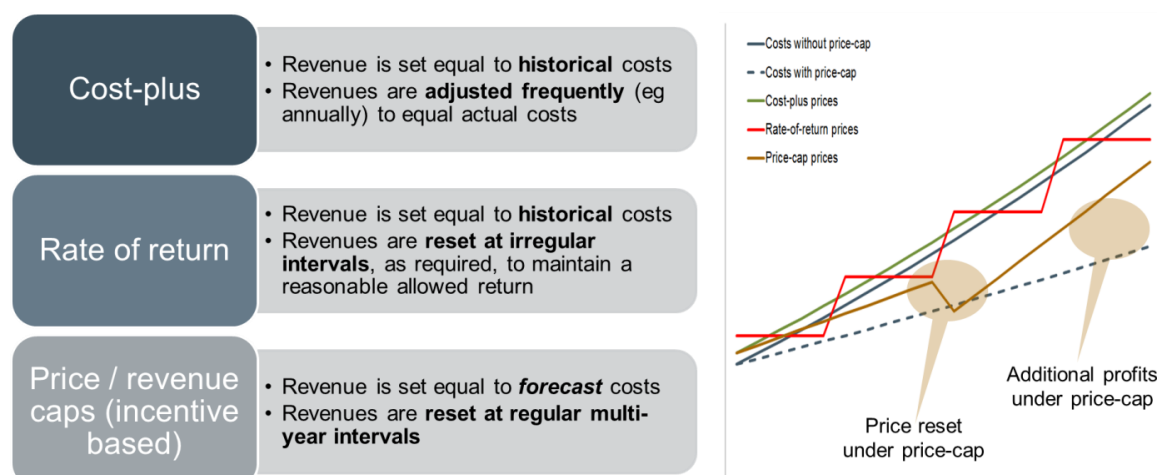 Cost-plus
• Revenue is set equal to historical costs
• Revenues are adjusted frequently (eg
annually) to equal actual costs
Rate of return
• Revenue is set equal to historical costs
• Revenues are reset at irregular
intervals, as required, to maintain a
reasonable allowed return
Price / revenue
caps (incentive
based)
• Revenue is set equal to forecast costs
• Revenues are reset at regular multi-
year intervals
Costs without price-cap
Costs with price-cap
Cost-plus prices
Rate-of-return prices
Price-cap prices
Additional profits
under price-cap
Price reset
under price-cap